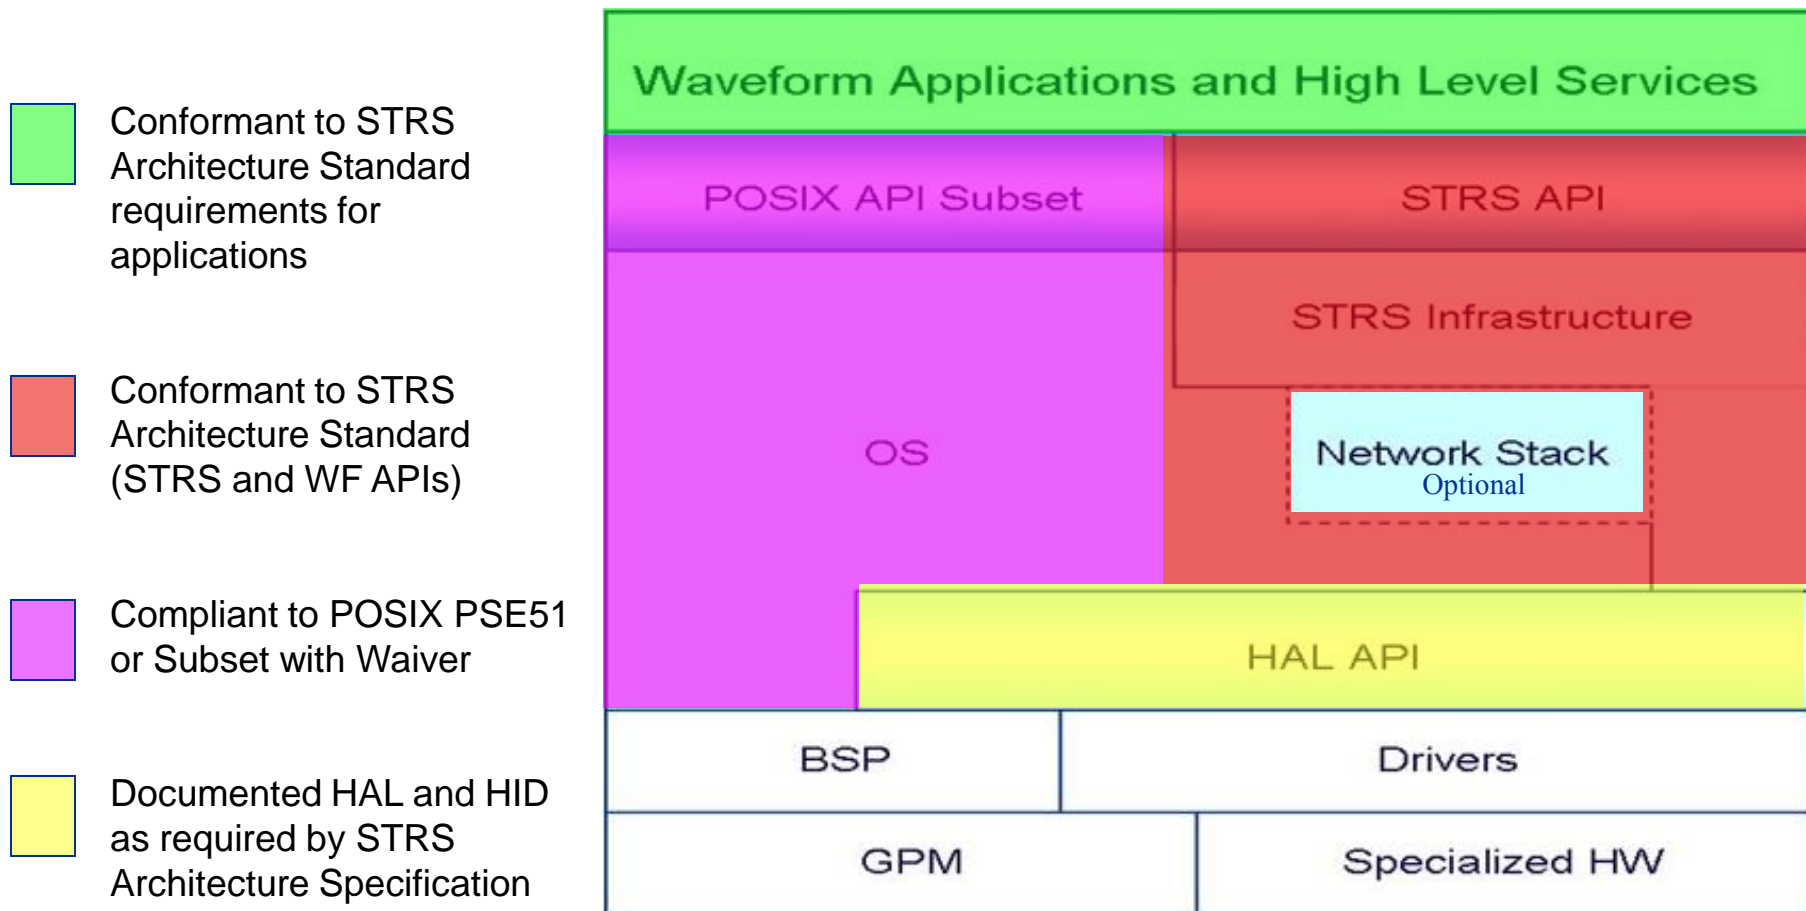 Conformant to STRS
Architecture Standard
requirements for
applications
Conformant to STRS
Architecture Standard
(STRS and WF APIs)
Compliant to POSIX PSE51
or Subset with Waiver
Documented HAL and HID
as required by STRS
Architecture Specification
Waveform Applications and High Level Services
POSIX API Subset
STRS API
STRS Infrastructure
OS
Network Stack
Optional
HAL API
BSP
Drivers
GPM
Specialized HW